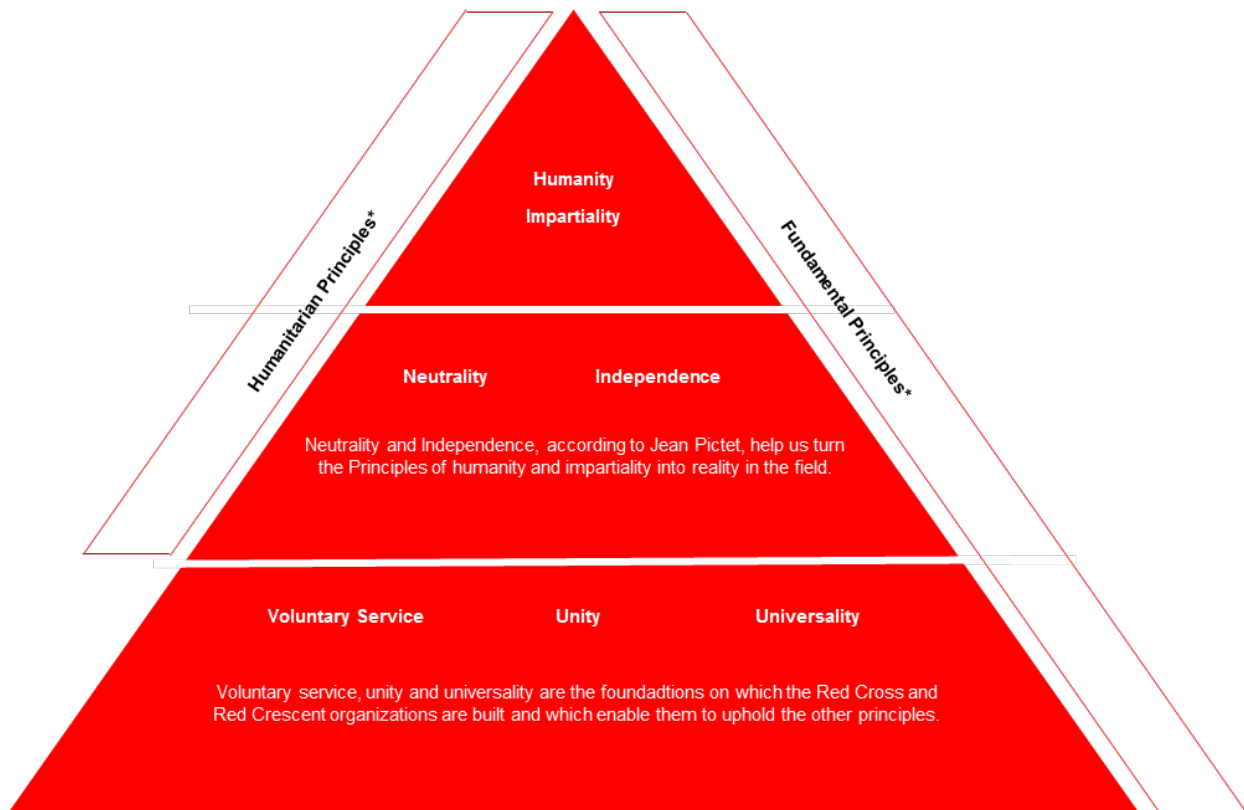 Humanity
Impartiality
Humanitarian Principles*
Fundamental Principles*
Neutrality Independence
Neutrality and Independence, according to Jean Pictet, help us turn
the Principles of humanity and impartiality into reality in the field.
Voluntary Service Unity Universality
Voluntary service, unity and universality are the foundadtions on which the Red Cross and
Red Crescent organizations are built and which enable them to uphold the other principles.